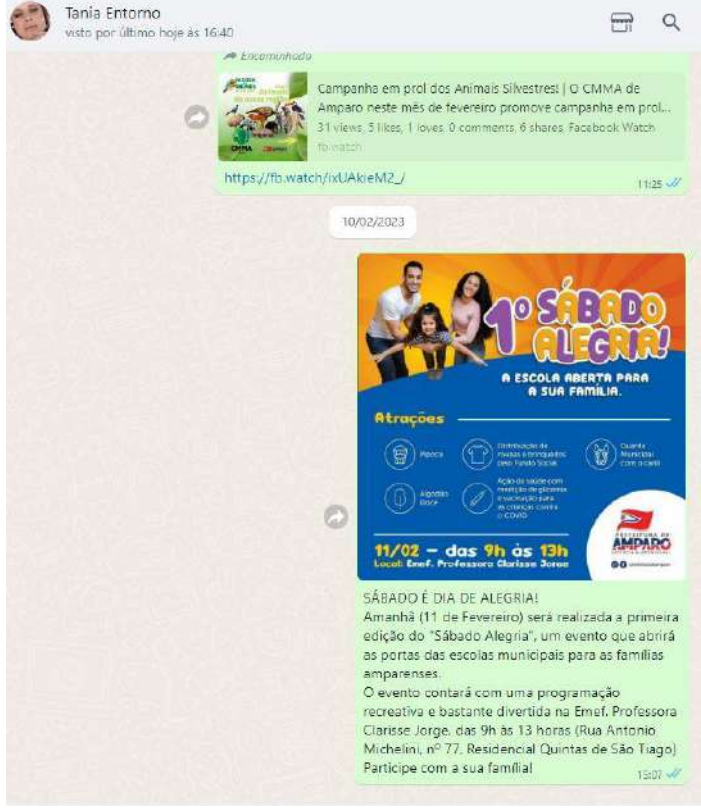 Tania Entorno
visto por último hoje às 16:40
Encaminhada
Campanha em prol dos Animais Silvestres! | O CMMA de
Amparo neste mês de fevereiro promove campanha em prol...
31 views, 5 likes, 1 loves, 0 comments, 6 shares, Facebook Watch
fb.watch
https://fb.watch/ixUAkieM2_/
11:25
10/02/2023
1º SÁBADO
ALEGRIA!
A ESCOLA ABERTA PARA
A SUA FAMÍLIA.
Atrações
Pipoca
Distribuição de
roupas e brinquedos
pelo Fundo Social
Guarda
Municipal
com o canil
Algodão
Doce
Ação da saúde com
medição de glicemia
e vacinação para
as crianças contra
o COVID
PREFEITURA DE
AMPARO
11/02 – das 9h às 13h
Local: Emef. Professora Clarisse Jorge
SÁBADO É DIA DE ALEGRIA!
Amanhã (11 de Fevereiro) será realizada a primeira
edição do "Sábado Alegria", um evento que abrirá
as portas das escolas municipais para as famílias
amparenses.
O evento contará com uma programação
recreativa e bastante divertida na Emef. Professora
Clarisse Jorge, das 9h às 13 horas (Rua Antonio
Michelini, nº 77, Residencial Quintas de São Tiago)
Participe com a sua família!
15:07